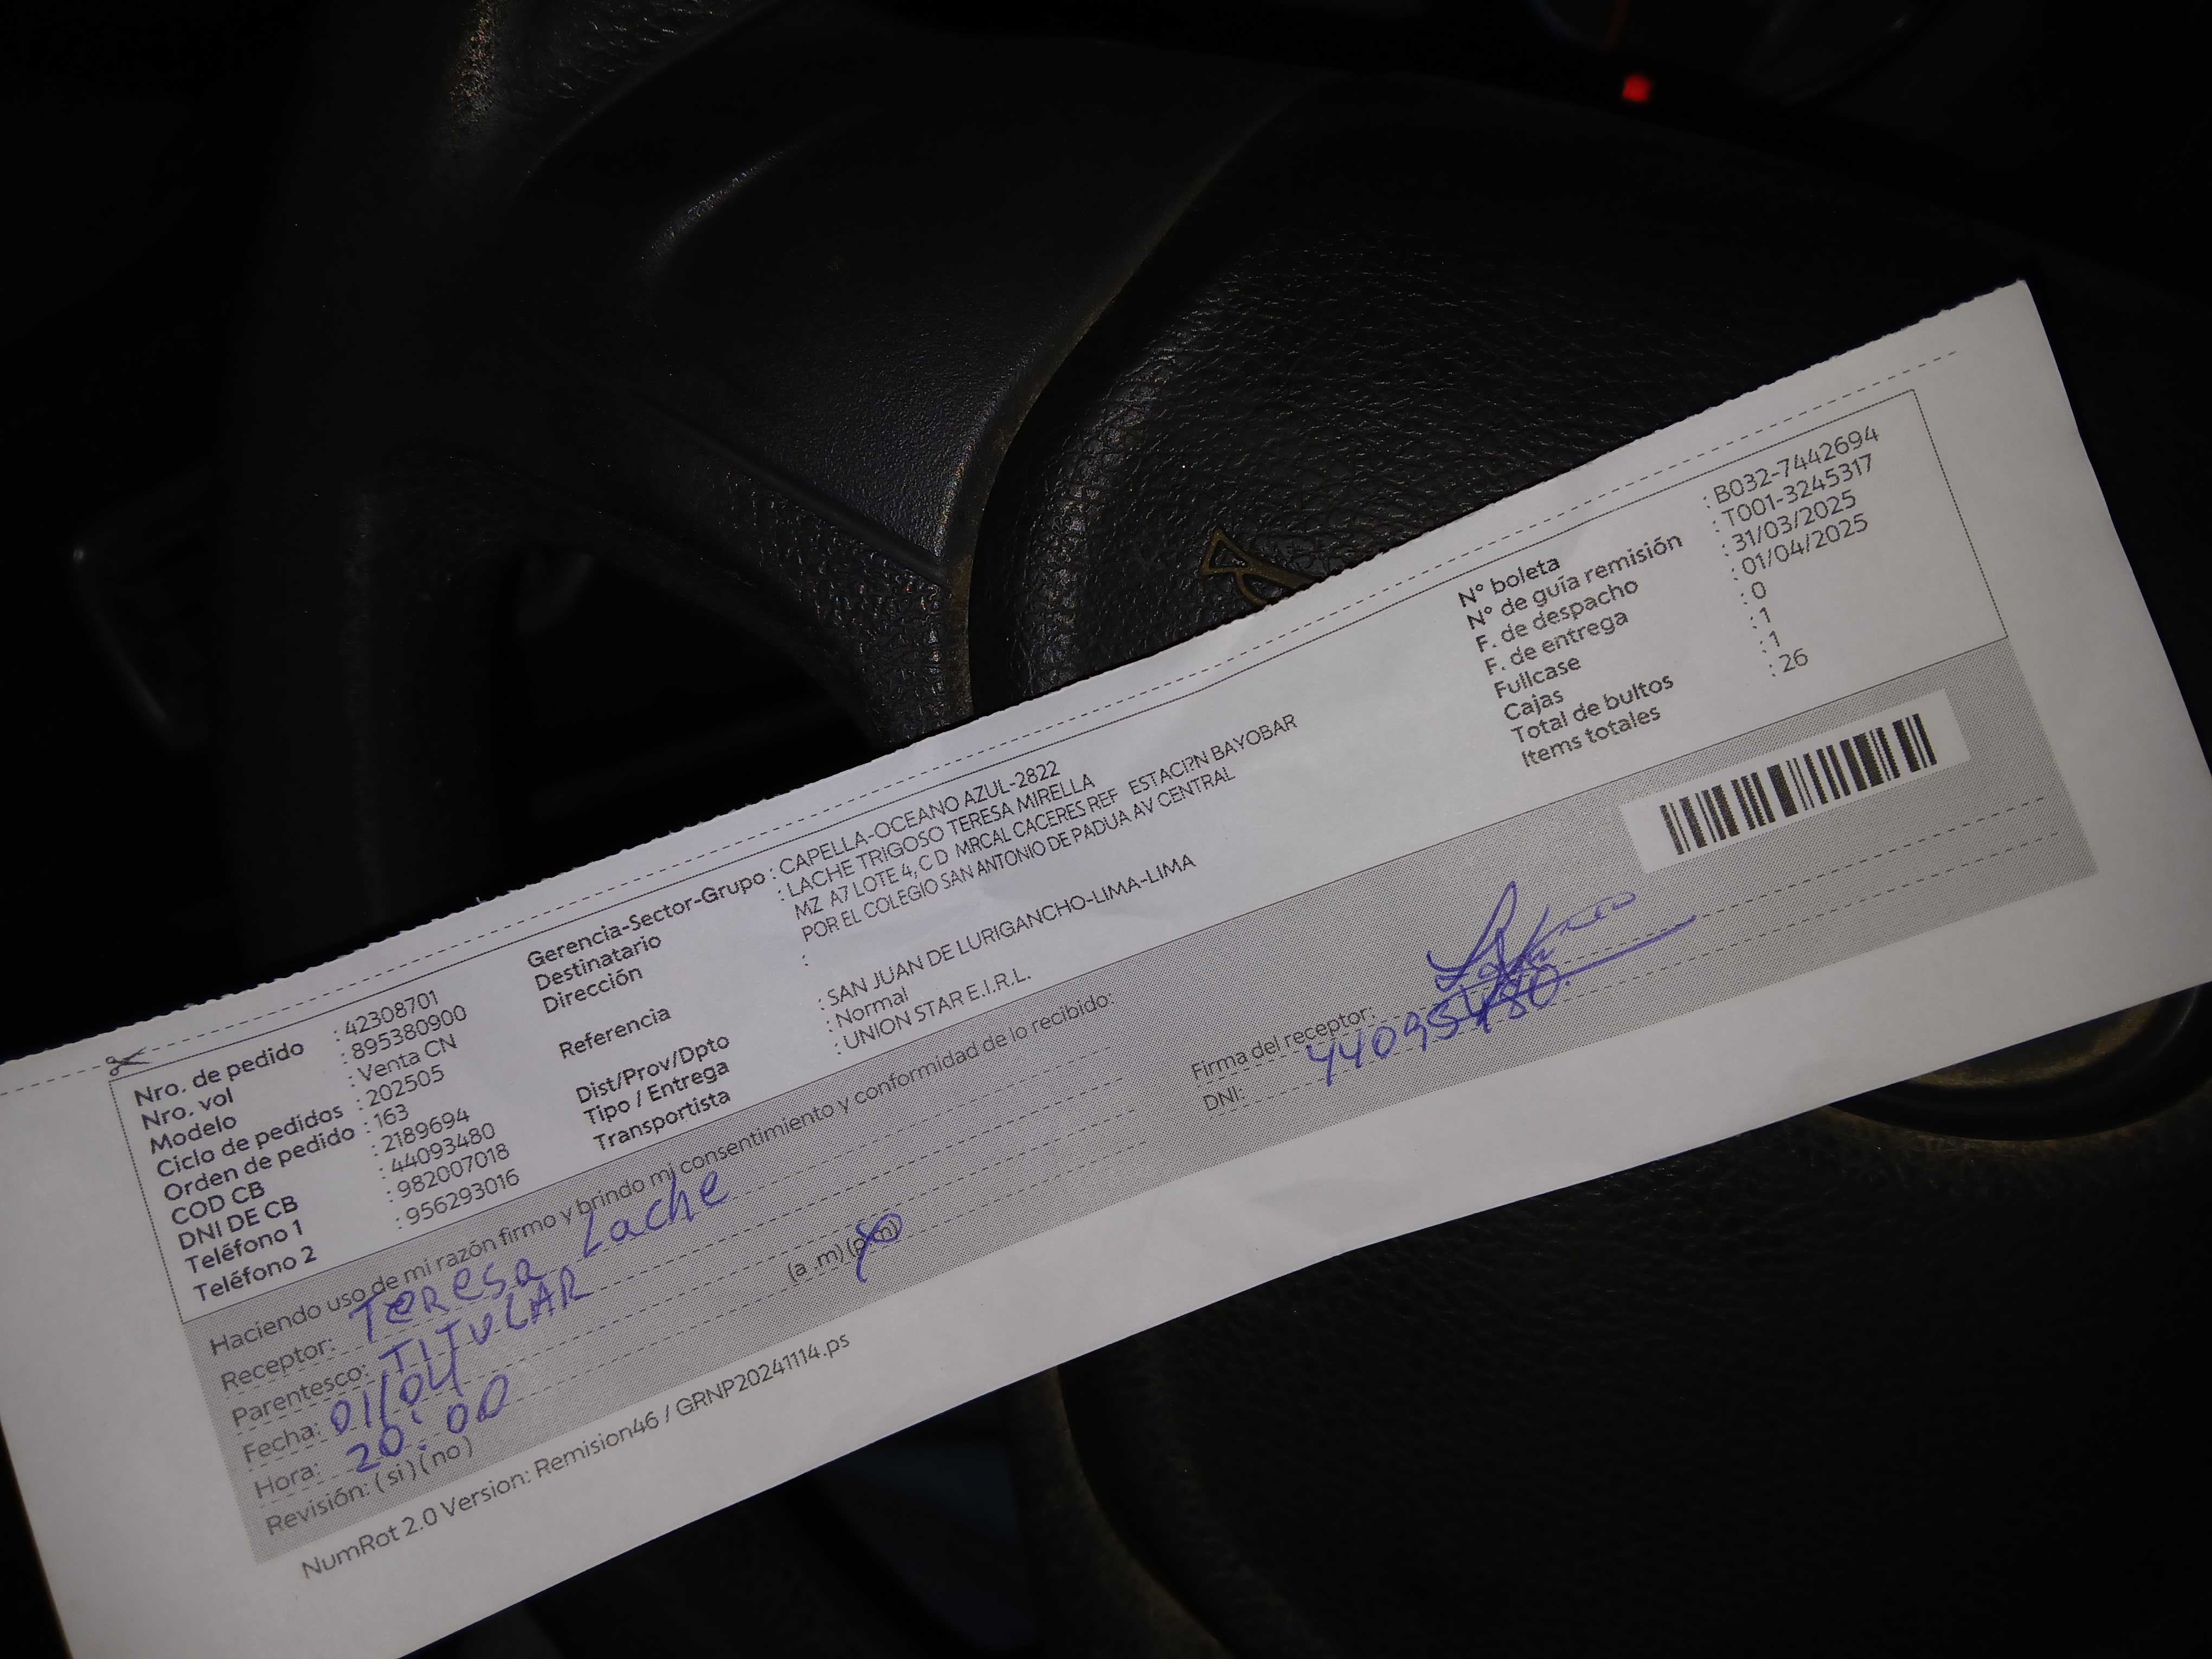 Nro. de pedido : 42308701
Nro. vol : 895380900
Modelo : Venta CN
Ciclo de pedidos : 202505
Orden de pedido : 163
COD CB : 2189694
DNI DE CB : 44093480
Teléfono 1 : 982007018
Teléfono 2 : 956293016
Gerencia-Sector-Grupo : CAPELLA-OCEANO AZUL-2822
Destinatario : LACHE TRIGOSO TERESA MIRELLA
Dirección MZ A7 LOTE 4, C D MRCAL CACERES REF ESTACI?N BAYOBAR
POR EL COLEGIO SAN ANTONIO DE PADUA AV CENTRAL
Referencia :
Dist/Prov/Dpto : SAN JUAN DE LURIGANCHO-LIMA-LIMA
Tipo / Entrega : Normal
Transportista : UNION STAR E.I.R.L.
N° boleta : B032-7442694
N° de guía remisión : T001-3245317
F. de despacho : 31/03/2025
F. de entrega : 01/04/2025
Fullcase : 0
Cajas : 1
Total de bultos : 1
Items totales : 26
Haciendo uso de mi razón firmo y brindo mi consentimiento y conformidad de lo recibido:
Receptor: Teresa Lache
Parentesco: TITULAR
Fecha: 01/04
Hora: 20:00 (a .m) (p.m)
Revisión: ( si ) ( no )
Firma del receptor:
DNI:
NumRot 2.0 Version: Remision46 / GRNP20241114.ps